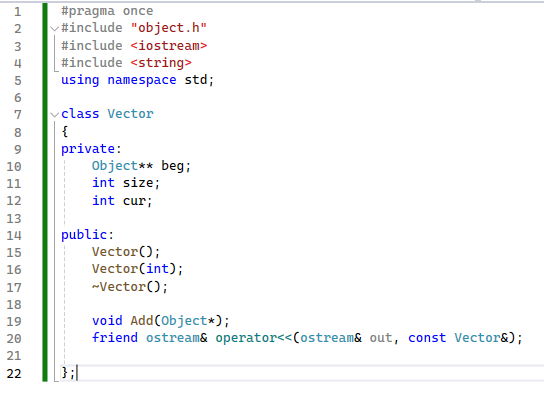 1 #pragma once
2 #include "object.h"
3 #include <iostream>
4 #include <string>
5 using namespace std;
6
7 class Vector
8 {
9 private:
10     Object** beg;
11     int size;
12     int cur;
13
14 public:
15     Vector();
16     Vector(int);
17     ~Vector();
18
19     void Add(Object*);
20     friend ostream& operator<<(ostream& out, const Vector&);
21
22 };